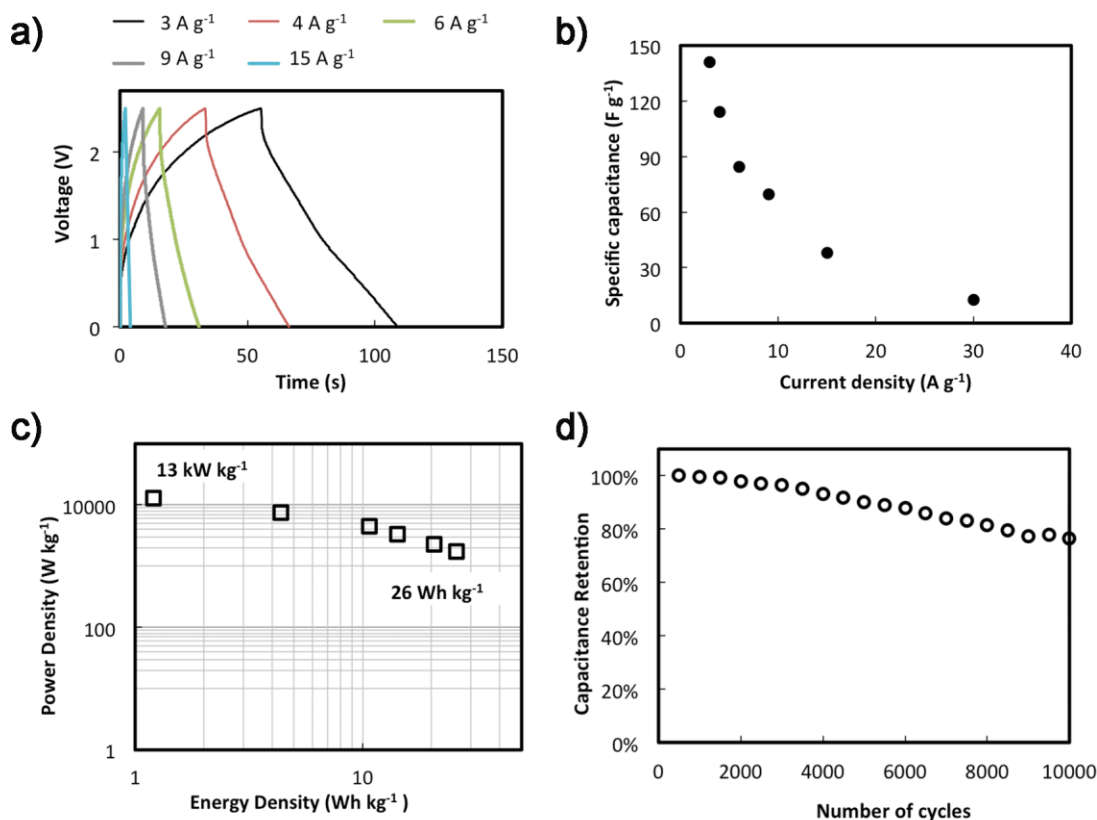 a)
3 A g⁻¹ 4 A g⁻¹ 6 A g⁻¹
9 A g⁻¹ 15 A g⁻¹
Voltage (V)
2
1
0
0 50 100 150
Time (s)
b)
Specific capacitance (F g⁻¹)
150
120
90
60
30
0
0 10 20 30 40
Current density (A g⁻¹)
c)
13 kW kg⁻¹
26 Wh kg⁻¹
Power Density (W kg⁻¹)
10000
100
1
1 10
Energy Density (Wh kg⁻¹ )
d)
Capacitance Retention
100%
80%
60%
40%
20%
0%
0 2000 4000 6000 8000 10000
Number of cycles